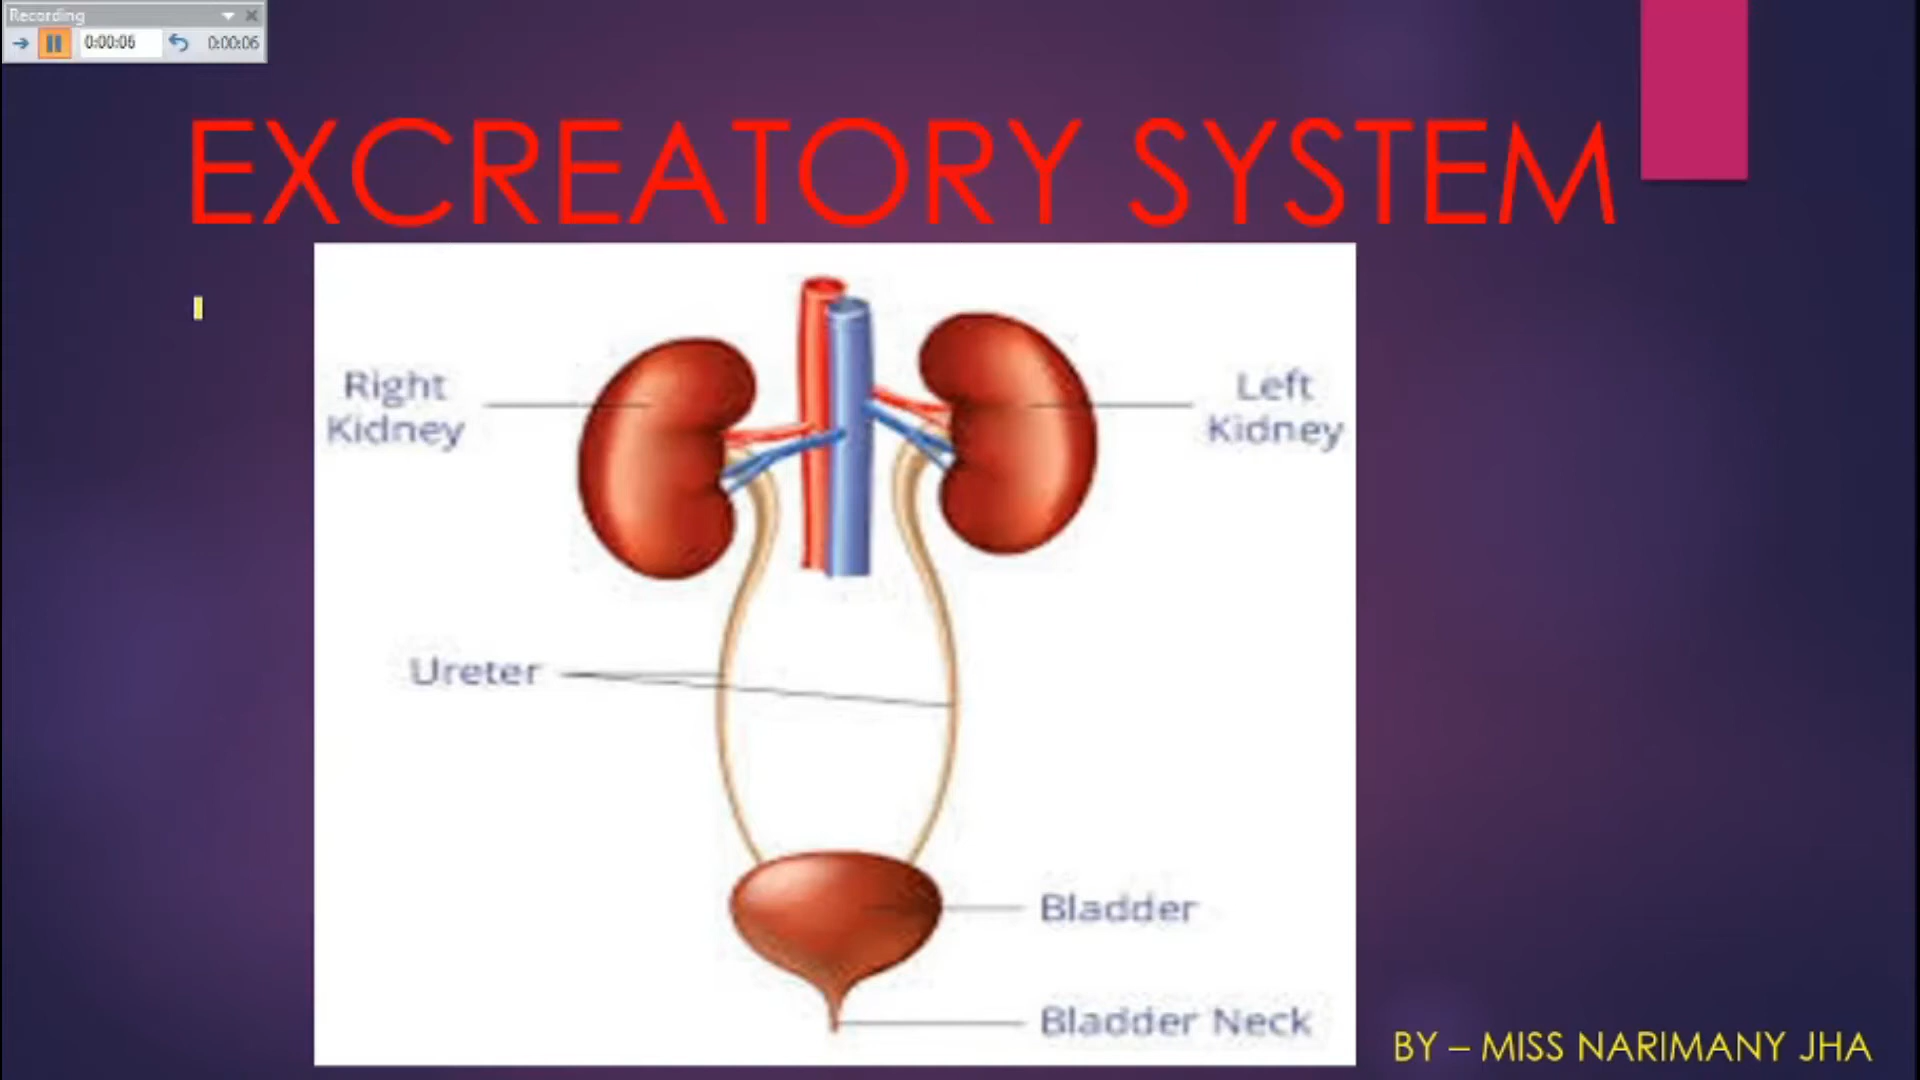 Recording
0:00:06
0:00:06
EXCREATORY SYSTEM
Right
Kidney
Left
Kidney
Ureter
Bladder
Bladder Neck
BY – MISS NARIMANY JHA